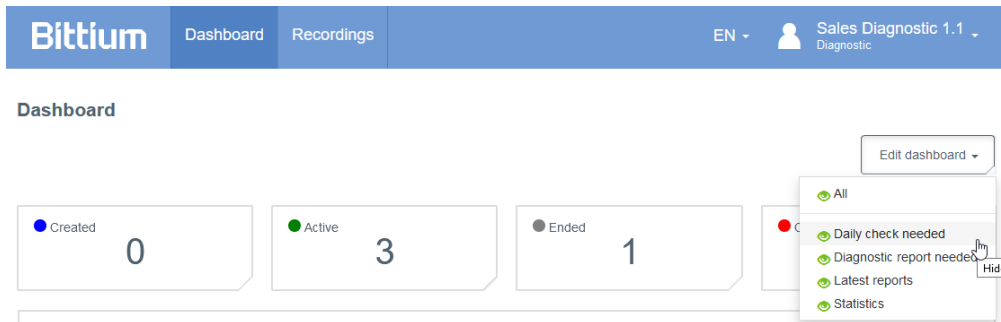 Bittium
Dashboard
Recordings
EN
Sales Diagnostic 1.1
Diagnostic
Dashboard
Edit dashboard
All
Daily check needed
Diagnostic report needed
Latest reports
Statistics
Created
0
Active
3
Ended
1